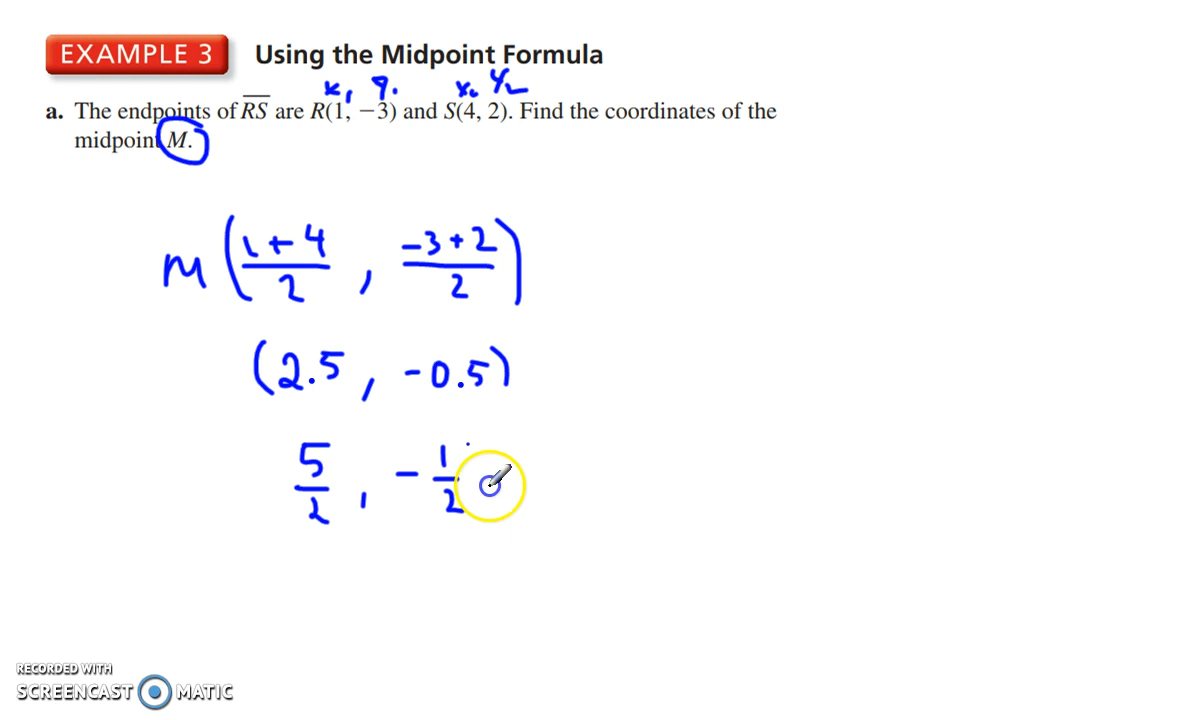 EXAMPLE 3 Using the Midpoint Formula
x₁ y₁ x₂ y₂
a. The endpoints of RS are R(1, −3) and S(4, 2). Find the coordinates of the
midpoint M.
M (1+4/2, -3+2/2)
(2.5, -0.5)
5/2, -1/2
RECORDED WITH
SCREENCAST MATIC